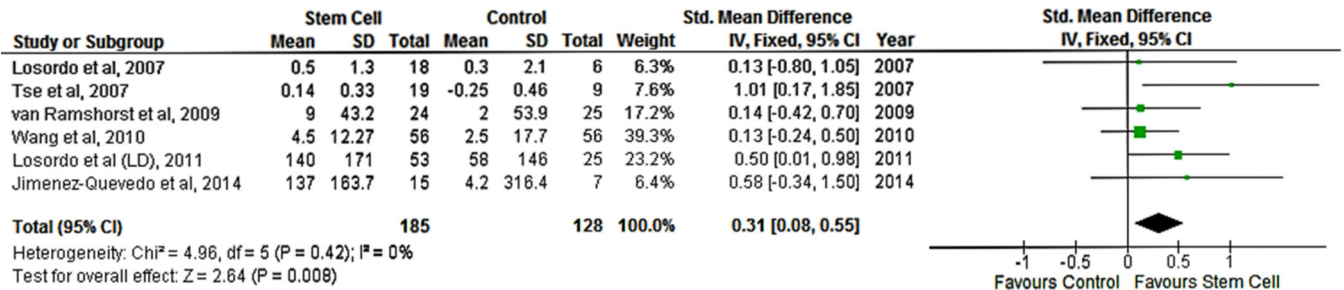 Stem Cell Control Std. Mean Difference Std. Mean Difference
Study or Subgroup Mean SD Total Mean SD Total Weight IV, Fixed, 95% CI Year IV, Fixed, 95% CI
Losordo et al, 2007 0.5 1.3 18 0.3 2.1 6 6.3% 0.13 [-0.80, 1.05] 2007
Tse et al, 2007 0.14 0.33 19 -0.25 0.46 9 7.6% 1.01 [0.17, 1.85] 2007
van Ramshorst et al, 2009 9 43.2 24 2 53.9 25 17.2% 0.14 [-0.42, 0.70] 2009
Wang et al, 2010 4.5 12.27 56 2.5 17.7 56 39.3% 0.13 [-0.24, 0.50] 2010
Losordo et al (LD), 2011 140 171 53 58 146 25 23.2% 0.50 [0.01, 0.98] 2011
Jimenez-Quevedo et al, 2014 137 163.7 15 4.2 316.4 7 6.4% 0.58 [-0.34, 1.50] 2014
Total (95% CI) 185 128 100.0% 0.31 [0.08, 0.55]
Heterogeneity: Chi² = 4.96, df = 5 (P = 0.42); I² = 0%
Test for overall effect: Z = 2.64 (P = 0.008)
-1 -0.5 0 0.5 1
Favours Control Favours Stem Cell